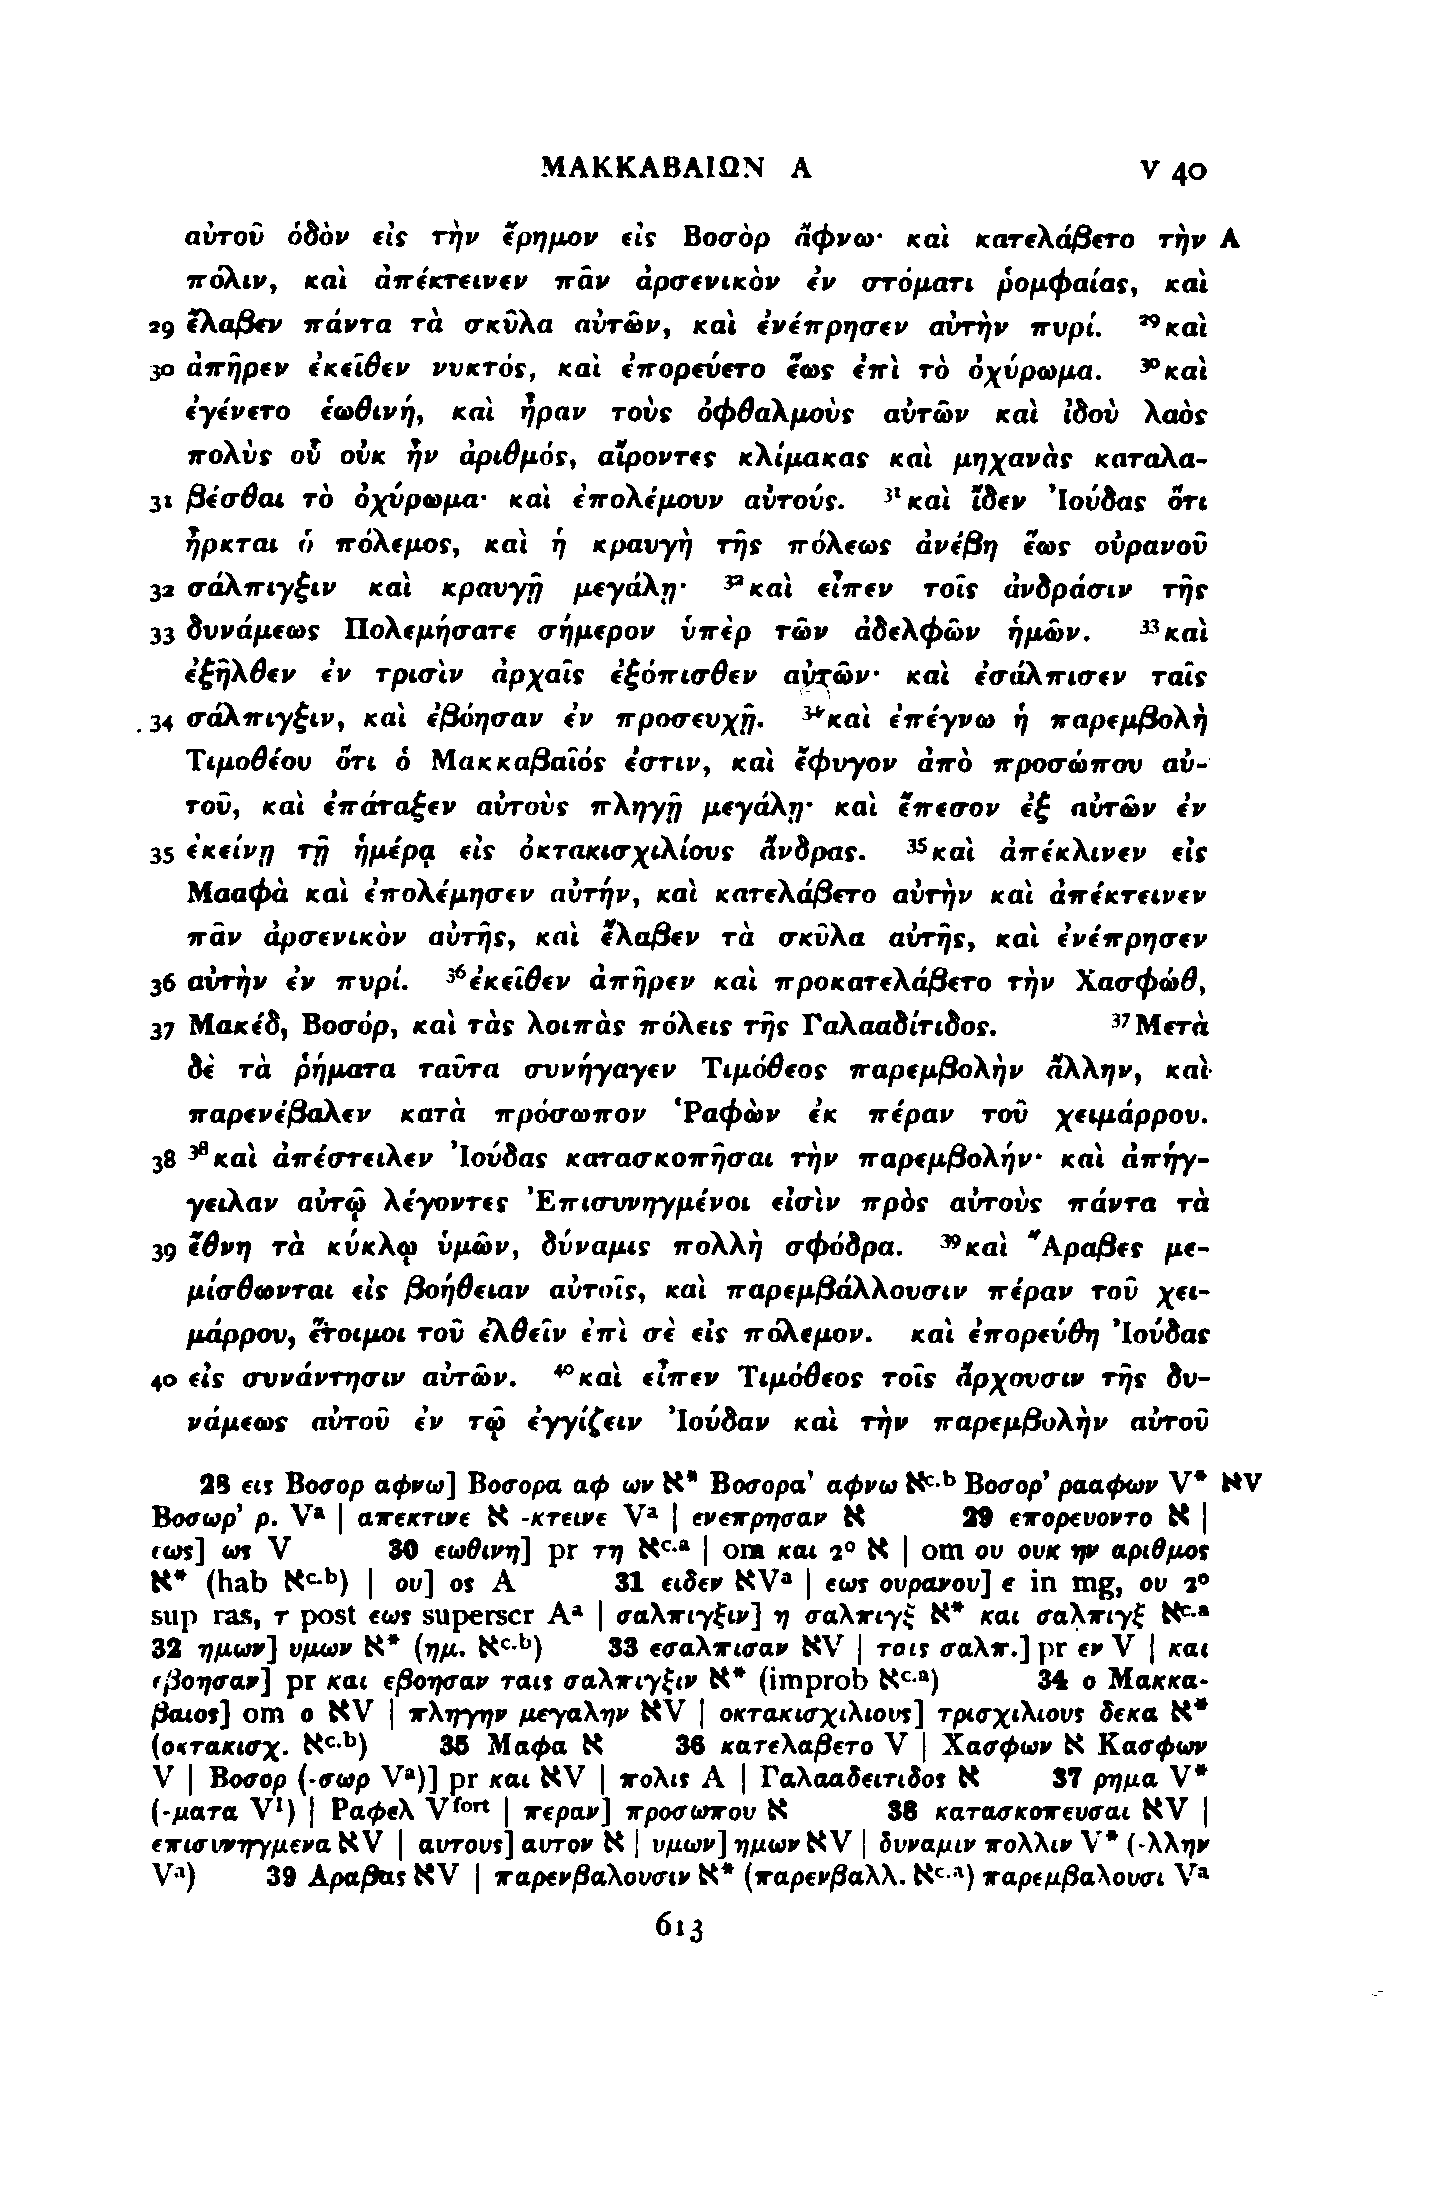 ΜΑΚΚΑΒΑΙΩΝ Α V 40
αὐτοῦ ὁδὸν εἰς τὴν ἔρημον εἰς Βοσὸρ ἄφνω· καὶ κατελάβετο τὴν A
πόλιν, καὶ ἀπέκτεινεν πᾶν ἀρσενικὸν ἐν στόματι ῥομφαίας, καὶ
29 ἔλαβεν πάντα τὰ σκῦλα αὐτῶν, καὶ ἐνέπρησεν αὐτὴν πυρί. ²⁹καὶ
30 ἀπῆρεν ἐκεῖθεν νυκτός, καὶ ἐπορεύετο ἕως ἐπὶ τὸ ὀχύρωμα. ³⁰καὶ
ἐγένετο ἑωθινή, καὶ ἦραν τοὺς ὀφθαλμοὺς αὐτῶν καὶ ἰδοὺ λαὸς
πολὺς οὗ οὐκ ἦν ἀριθμός, αἴροντες κλίμακας καὶ μηχανὰς καταλα-
31 βέσθαι τὸ ὀχύρωμα· καὶ ἐπολέμουν αὐτούς. ³¹καὶ ἴδεν Ἰούδας ὅτι
ἦρκται ὁ πόλεμος, καὶ ἡ κραυγὴ τῆς πόλεως ἀνέβη ἕως οὐρανοῦ
32 σάλπιγξιν καὶ κραυγῇ μεγάλῃ· ³²καὶ εἶπεν τοῖς ἀνδράσιν τῆς
33 δυνάμεως Πολεμήσατε σήμερον ὑπὲρ τῶν ἀδελφῶν ἡμῶν. ³³καὶ
ἐξῆλθεν ἐν τρισὶν ἀρχαῖς ἐξόπισθεν αὐτῶν· καὶ ἐσάλπισεν ταῖς
34 σάλπιγξιν, καὶ ἐβόησαν ἐν προσευχῇ. ³⁴καὶ ἐπέγνω ἡ παρεμβολὴ
Τιμοθέου ὅτι ὁ Μακκαβαῖός ἐστιν, καὶ ἔφυγον ἀπὸ προσώπου αὐ-
τοῦ, καὶ ἐπάταξεν αὐτοὺς πληγῇ μεγάλῃ· καὶ ἔπεσον ἐξ αὐτῶν ἐν
35 ἐκείνῃ τῇ ἡμέρᾳ εἰς ὀκτακισχιλίους ἄνδρας. ³⁵καὶ ἀπέκλινεν εἰς
Μααφὰ καὶ ἐπολέμησεν αὐτήν, καὶ κατελάβετο αὐτὴν καὶ ἀπέκτεινεν
πᾶν ἀρσενικὸν αὐτῆς, καὶ ἔλαβεν τὰ σκῦλα αὐτῆς, καὶ ἐνέπρησεν
36 αὐτὴν ἐν πυρί. ³⁶ἐκεῖθεν ἀπῆρεν καὶ προκατελάβετο τὴν Χασφώθ,
37 Μακέδ, Βοσόρ, καὶ τὰς λοιπὰς πόλεις τῆς Γαλααδίτιδος. ³⁷Μετὰ
δὲ τὰ ῥήματα ταῦτα συνήγαγεν Τιμόθεος παρεμβολὴν ἄλλην, καὶ
παρενέβαλεν κατὰ πρόσωπον Ῥαφὼν ἐκ πέραν τοῦ χειμάρρου.
38 ³⁸καὶ ἀπέστειλεν Ἰούδας κατασκοπῆσαι τὴν παρεμβολήν· καὶ ἀπήγ-
γειλαν αὐτῷ λέγοντες Ἐπισυνηγμένοι εἰσὶν πρὸς αὐτοὺς πάντα τὰ
39 ἔθνη τὰ κύκλῳ ὑμῶν, δύναμις πολλὴ σφόδρα. ³⁹καὶ Ἄραβες με-
μίσθωνται εἰς βοήθειαν αὐτοῖς, καὶ παρεμβάλλουσιν πέραν τοῦ χει-
μάρρου, ἕτοιμοι τοῦ ἐλθεῖν ἐπὶ σὲ εἰς πόλεμον. καὶ ἐπορεύθη Ἰούδας
40 εἰς συνάντησιν αὐτῶν. ⁴⁰καὶ εἶπεν Τιμόθεος τοῖς ἄρχουσιν τῆς δυ-
νάμεως αὐτοῦ ἐν τῷ ἐγγίζειν Ἰούδαν καὶ τὴν παρεμβολὴν αὐτοῦ
28 εις Βοσορ αφνω] Βοσορα αφ ων א* Βοσορα’ αφνω אᶜ·ᵇ Βοσορ’ ρααφων V* אV
Βοσωρ’ ρ. Vᵃ | απεκτινε א -κτεινε Vᵃ | ενεπρησαν א 29 επορευοντο א |
εως] ως V 30 εωθινη] pr τη אᶜ·ᵃ | om και 2° א | om ου ουκ ην αριθμος
א* (hab אᶜ·ᵇ) | ου] ος A 31 ειδεν אVᵃ | εως ουρανου] ε in mg, ου 2°
sup ras, τ post εως superscr Aᵃ | σαλπιγξιν] η σαλπιγξ א* και σαλπιγξ אᶜ·ᵃ
32 ημων] υμων א* (ημ. אᶜ·ᵇ) 33 εσαλπισαν אV | ταις σαλπ.] pr εν V | και
εβοησαν] pr και εβοησαν ταις σαλπιγξιν א* (improb אᶜ·ᵃ) 34 ο Μακκα-
βαιος] om ο אV | πληγην μεγαλην אV | οκτακισχιλιους] τρισχιλιους δεκα א*
(οκτακισχ. אᶜ·ᵇ) 35 Μαφα א 36 κατελαβετο V | Χασφων א Κασφων
V | Βοσορ (-σωρ Vᵃ)] pr και אV | πολις A | Γαλααδειτιδος א 37 ρημα V*
(-ματα V¹) | Ραφελ Vᶠᵒʳᵗ | περαν] προσωπου א 38 κατασκοπευσαι אV |
επισυνηγμενα אV | αυτους] αυτον א | υμων] ημων אV | δυναμιν πολλιν V* (-λλην
Vᵃ) 39 Αραβας אV | παρενβαλουσιν א* (παρενβαλλ. אᶜ·ᵃ) παρεμβαλουσι Vᵃ
613